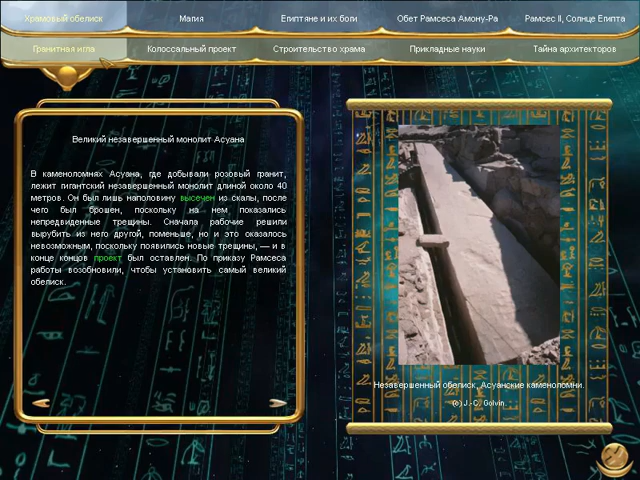 Храмовый обелиск
Магия
Египтяне и их боги
Обет Рамсеса Амону-Ра
Рамсес II, Солнце Египта
Гранитная игла
Колоссальный проект
Строительство храма
Прикладные науки
Тайна архитекторов
Великий незавершенный монолит Асуана
В каменоломнях Асуана, где добывали розовый гранит,
лежит гигантский незавершенный монолит длиной около 40
метров. Он был лишь наполовину высечен из скалы, после
чего был брошен, поскольку на нем показались
непредвиденные трещины. Сначала рабочие решили
вырубить из него другой, поменьше, но и это оказалось
невозможным, поскольку появились новые трещины, — и в
конце концов проект был оставлен. По приказу Рамсеса
работы возобновили, чтобы установить самый великий
обелиск.
Незавершенный обелиск, Асуанские каменоломни.
(c) J.-C. Golvin.